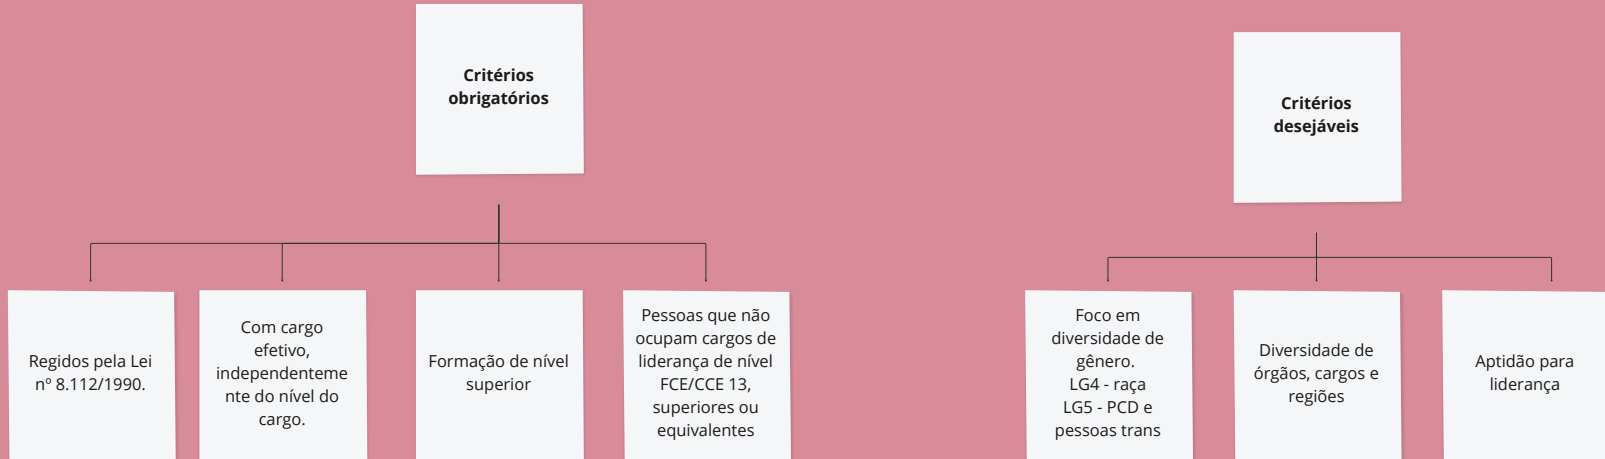 Critérios
obrigatórios
Regidos pela Lei
nº 8.112/1990.
Com cargo
efetivo,
independenteme
nte do nível do
cargo.
Formação de nível
superior
Pessoas que não
ocupam cargos de
liderança de nível
FCE/CCE 13,
superiores ou
equivalentes
Critérios
desejáveis
Foco em
diversidade de
gênero.
LG4 - raça
LG5 - PCD e
pessoas trans
Diversidade de
órgãos, cargos e
regiões
Aptidão para
liderança